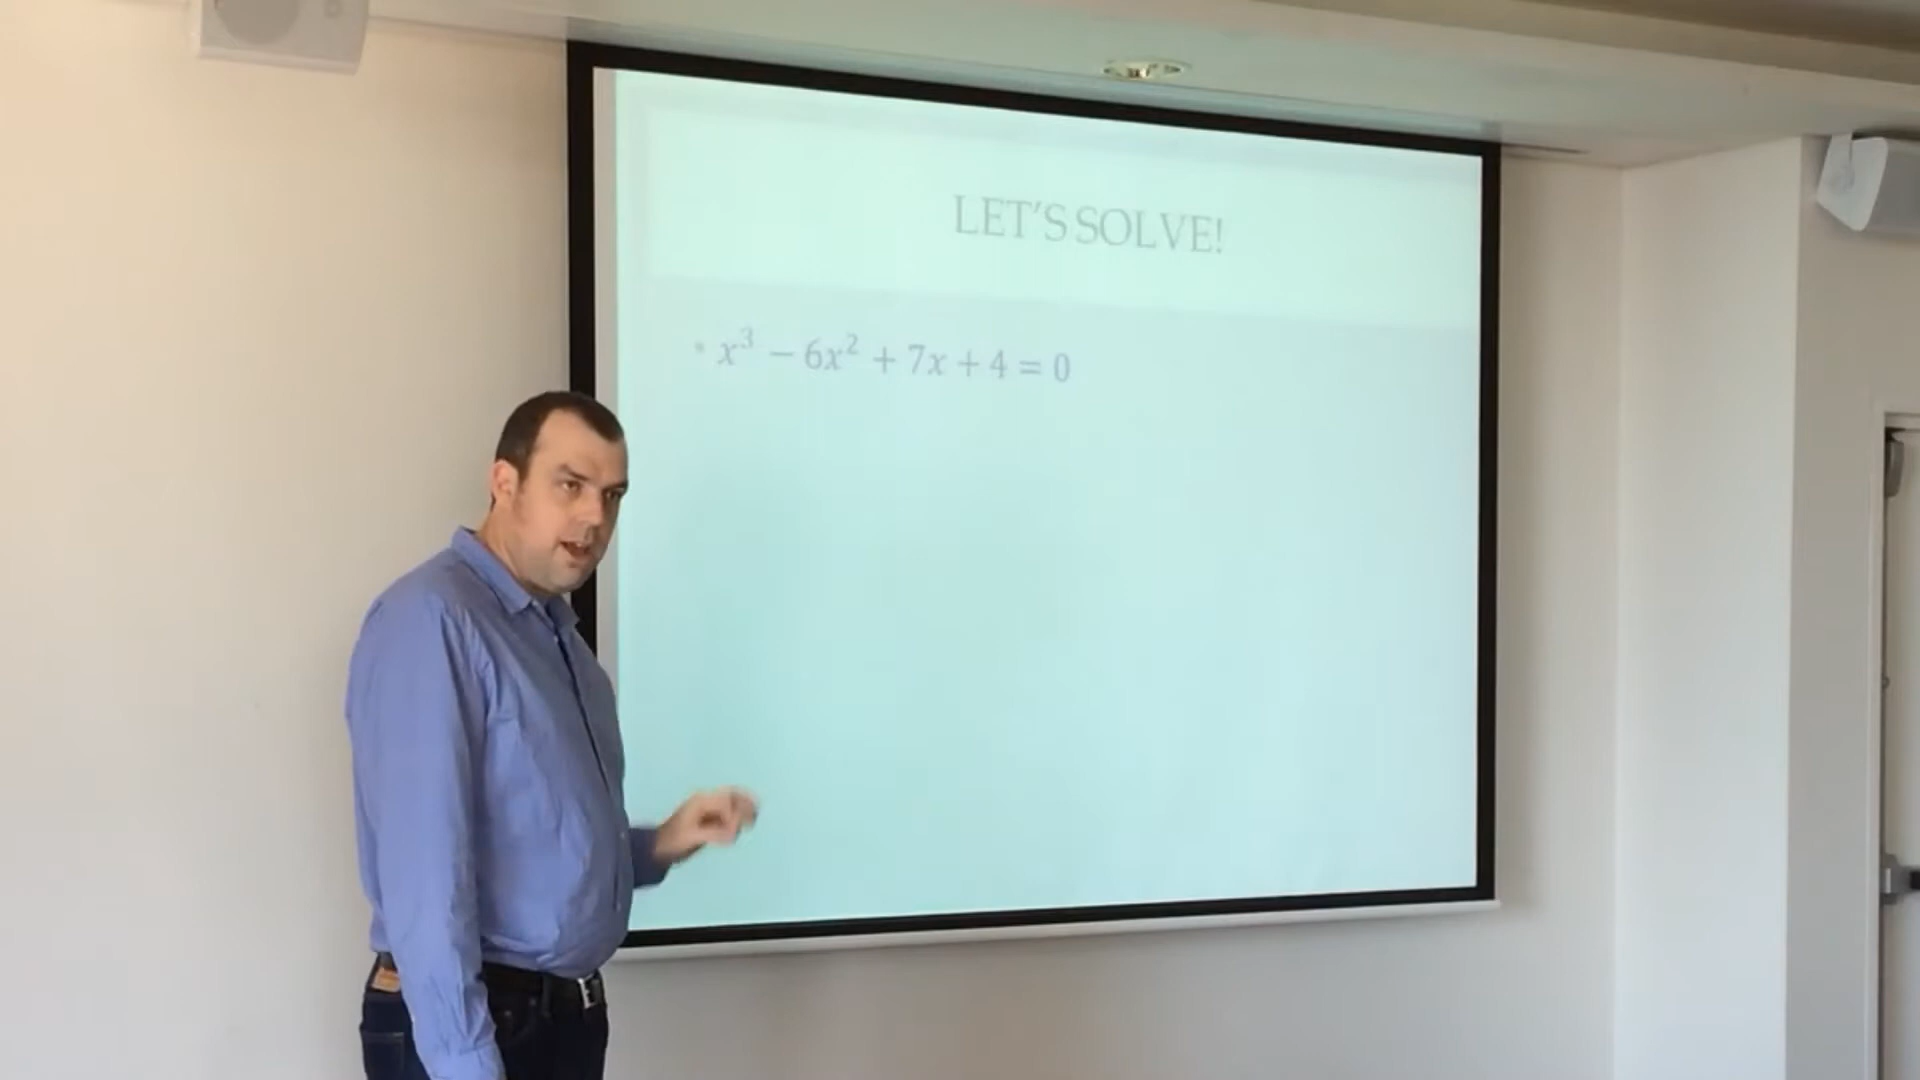 LET'S SOLVE!
• x³ − 6x² + 7x + 4 = 0